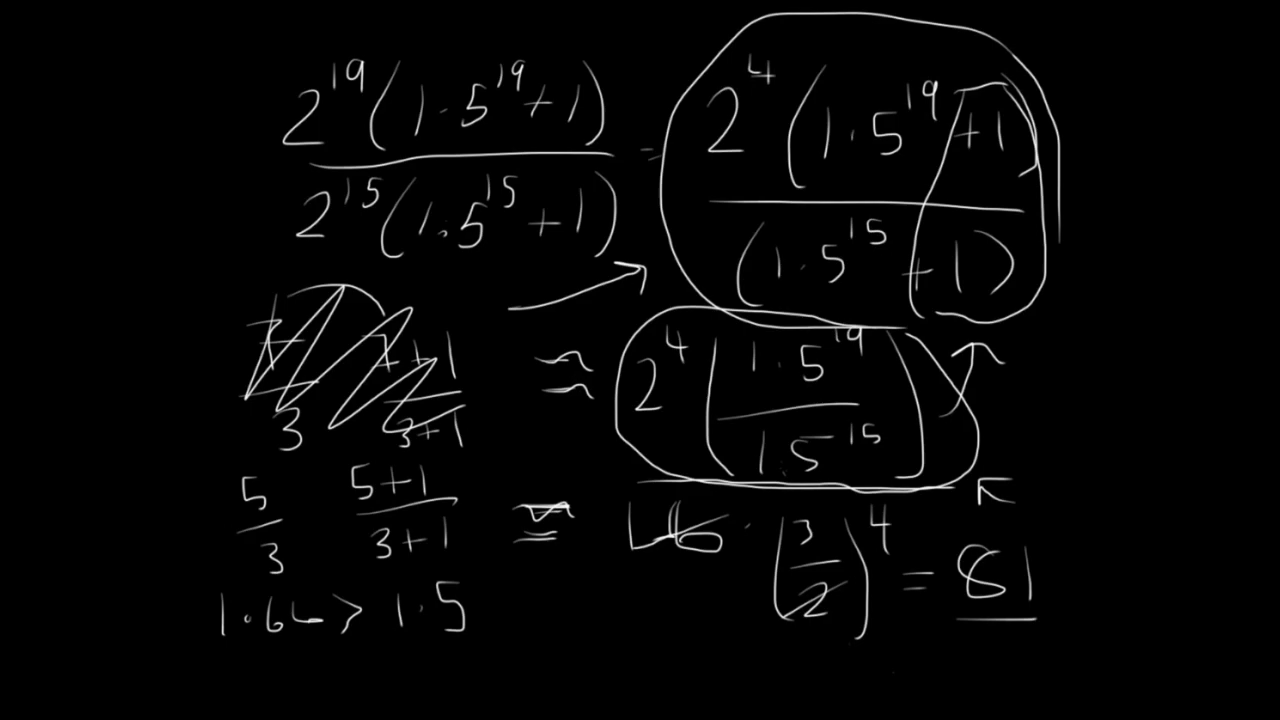 2^19 (1.5^19 + 1) / 2^15 (1.5^15 + 1) = 2^4 (1.5^19 + 1) / (1.5^15 + 1)
≈ 2^4 (1.5^19 / 1.5^15)
3 3+1
5/3 5+1/3+1 ≈ 16 · (3/2)^4 = 81
1.66 > 1.5